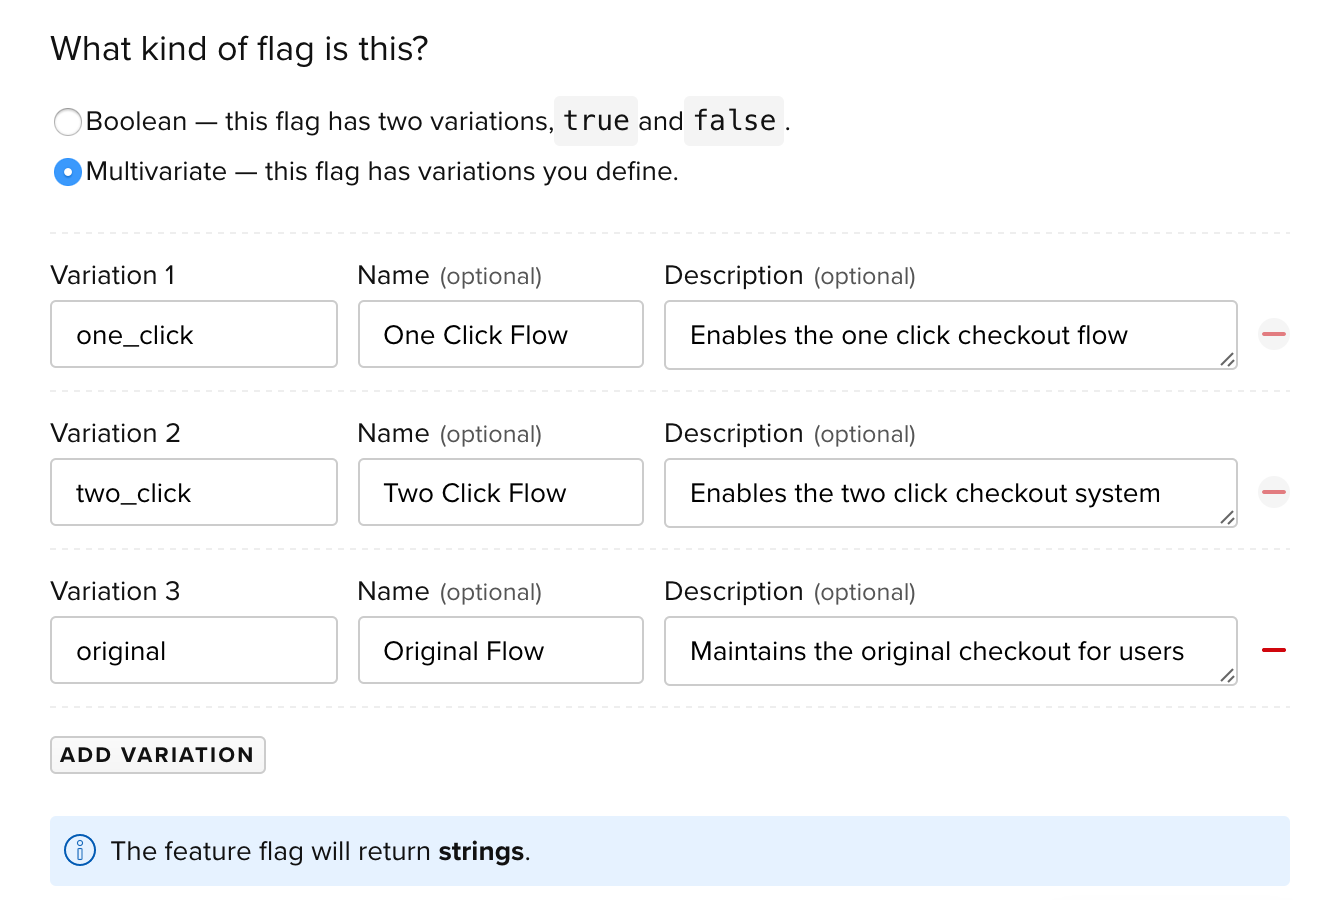 What kind of flag is this?
Boolean — this flag has two variations, true and false .
Multivariate — this flag has variations you define.
Variation 1 Name (optional) Description (optional)
one_click One Click Flow Enables the one click checkout flow
Variation 2 Name (optional) Description (optional)
two_click Two Click Flow Enables the two click checkout system
Variation 3 Name (optional) Description (optional)
original Original Flow Maintains the original checkout for users
ADD VARIATION
The feature flag will return strings.